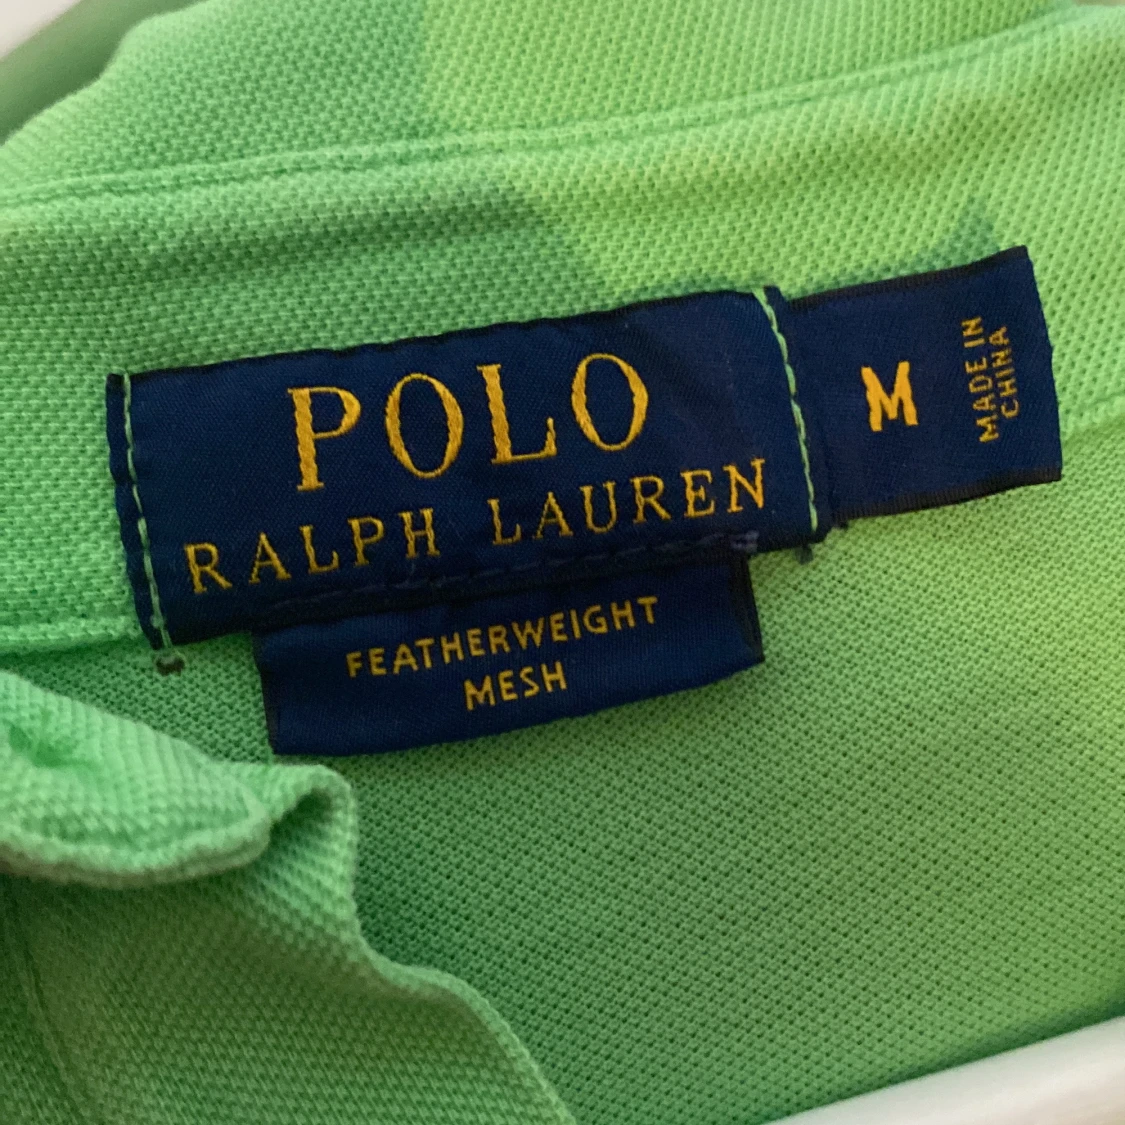 POLO
RALPH LAUREN
FEATHERWEIGHT
MESH
M
MADE IN
CHINA